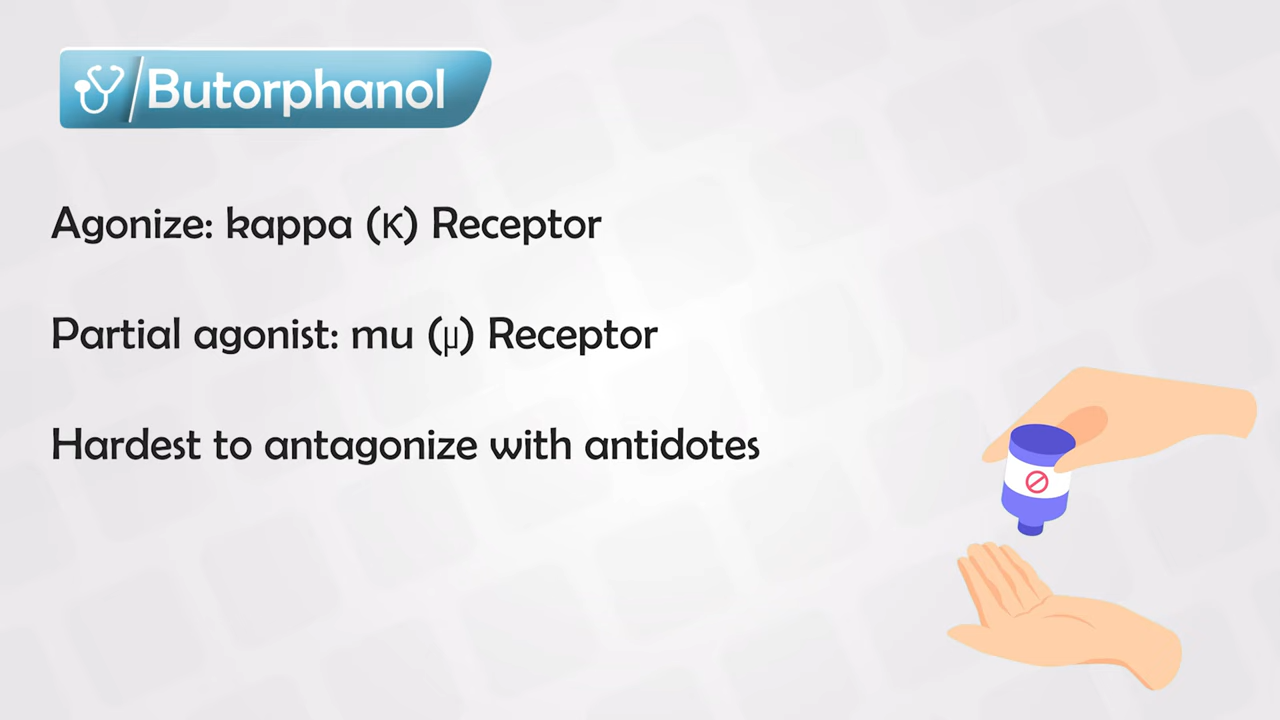 Butorphanol
Agonize: kappa (κ) Receptor
Partial agonist: mu (μ) Receptor
Hardest to antagonize with antidotes